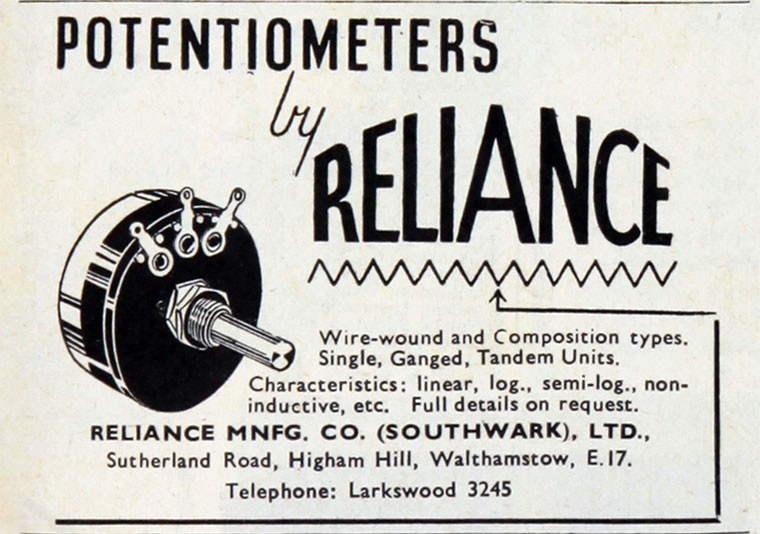 POTENTIOMETERS
by
RELIANCE
Wire-wound and Composition types.
Single, Ganged, Tandem Units.
Characteristics: linear, log., semi-log., non-
inductive, etc. Full details on request.
RELIANCE MNFG. CO. (SOUTHWARK), LTD.,
Sutherland Road, Higham Hill, Walthamstow, E.17.
Telephone: Larkswood 3245